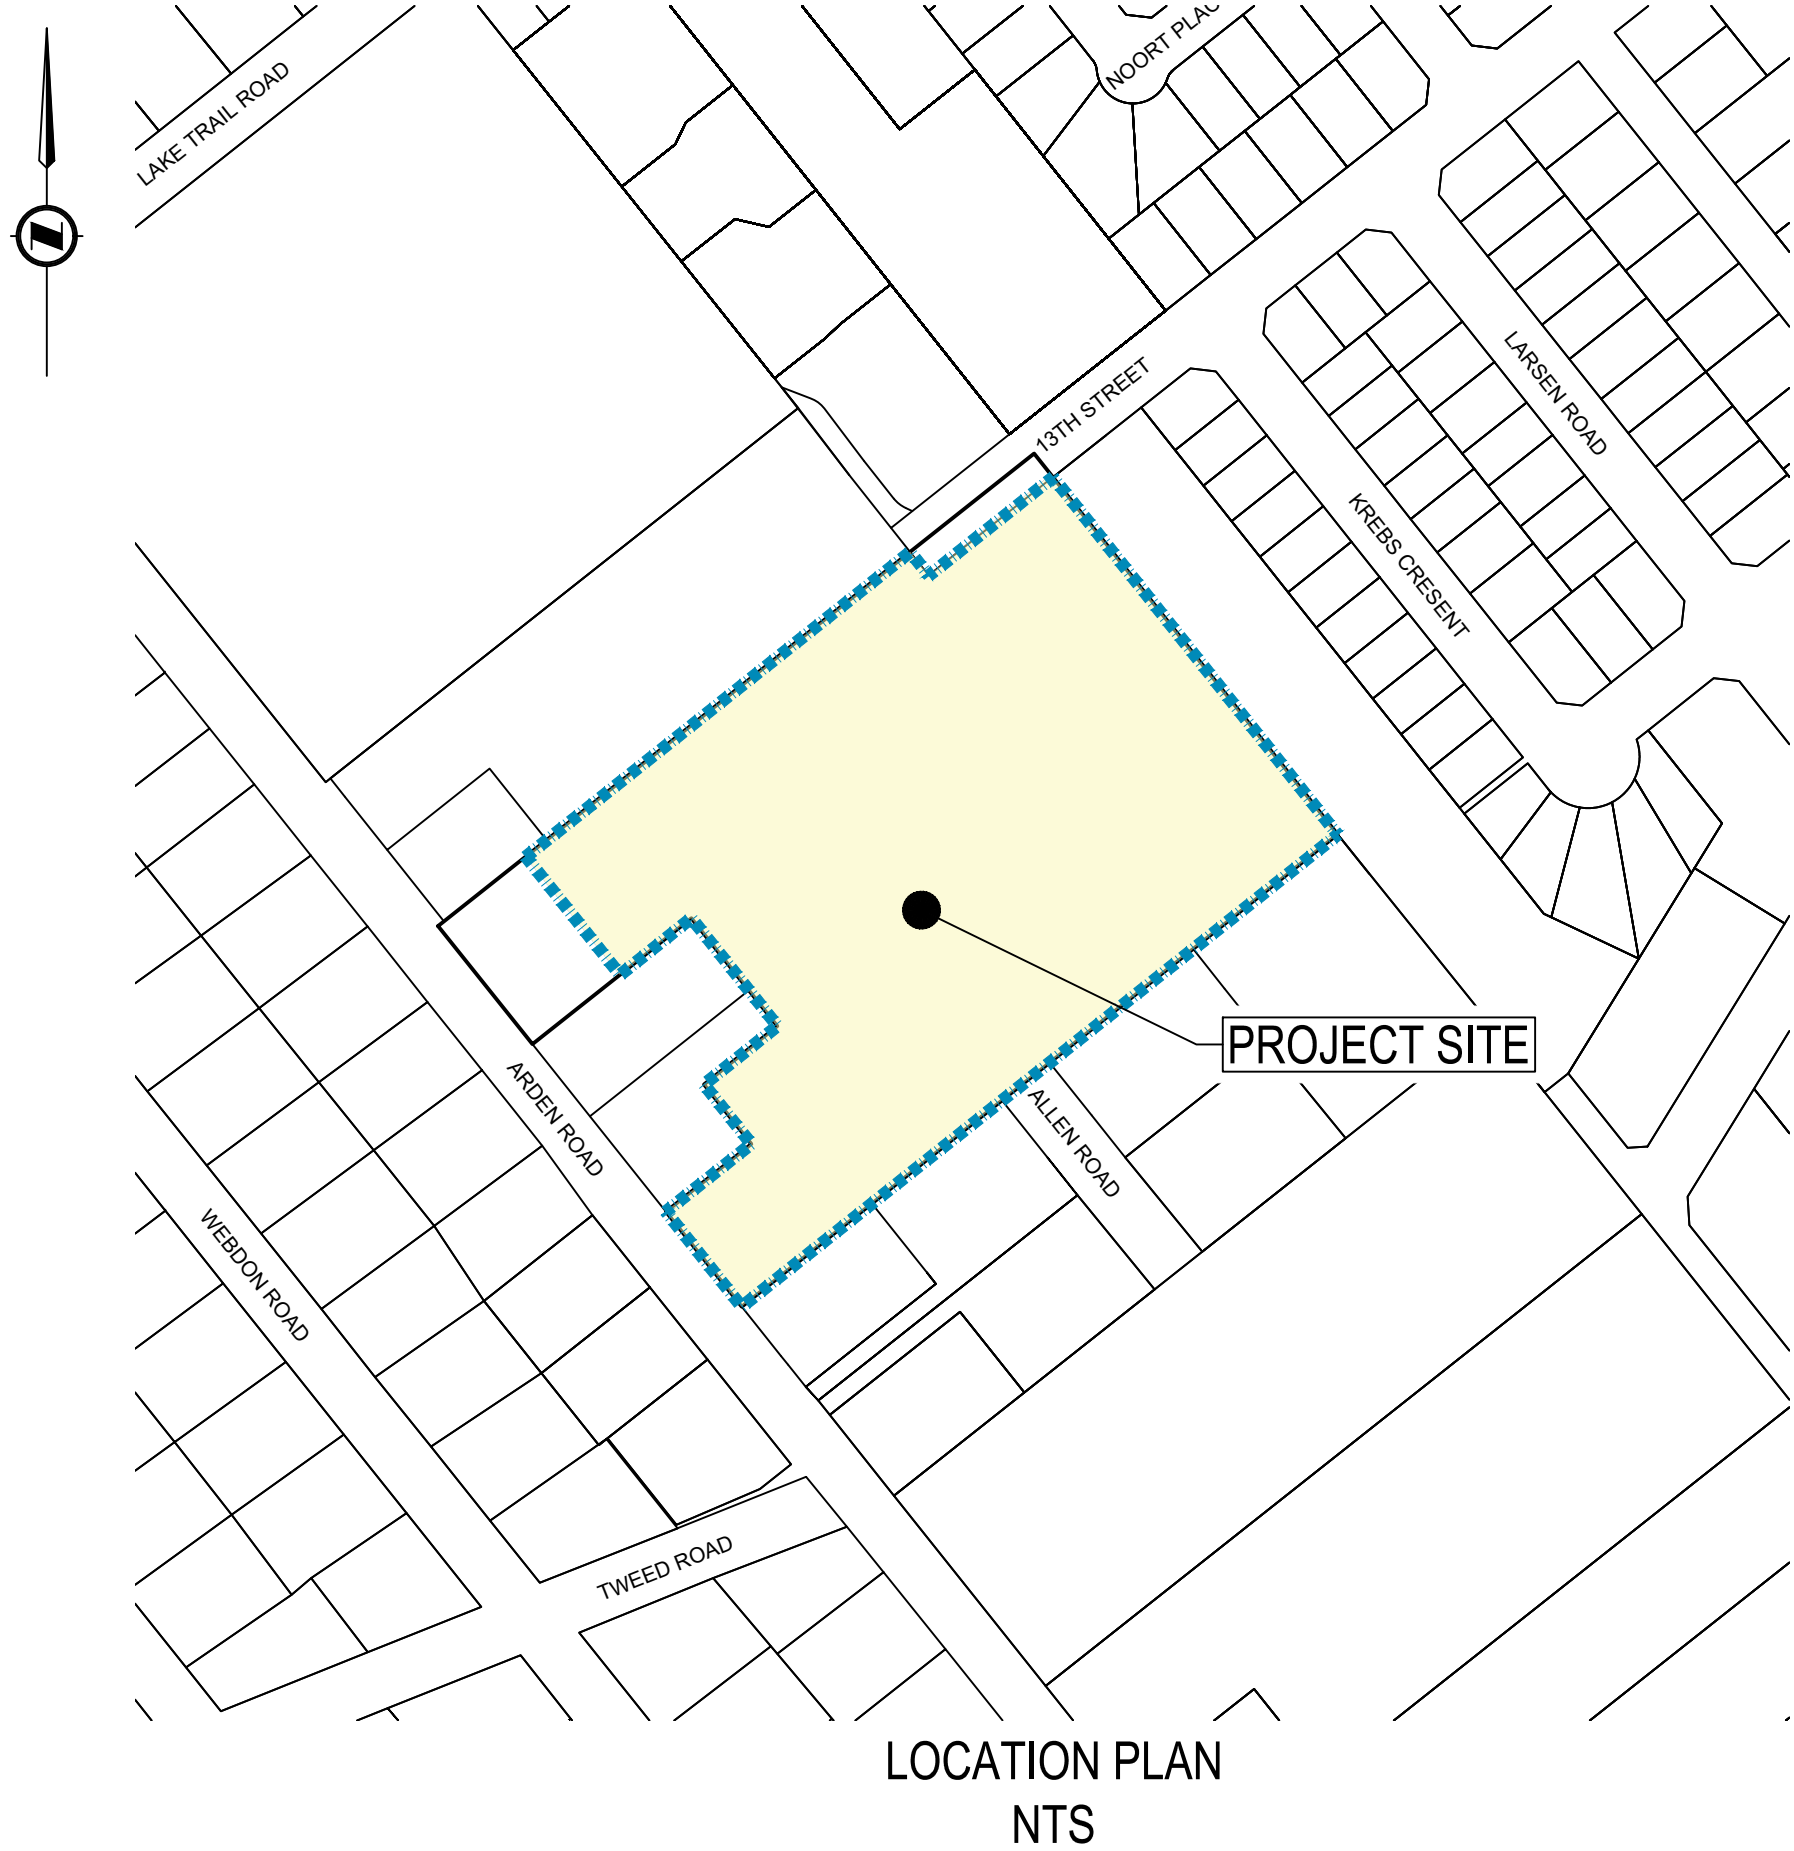 NOORT PLAC
LAKE TRAIL ROAD
13TH STREET
LARSEN ROAD
KREBS CRESENT
PROJECT SITE
ARDEN ROAD
ALLEN ROAD
WEBDON ROAD
TWEED ROAD
LOCATION PLAN
NTS